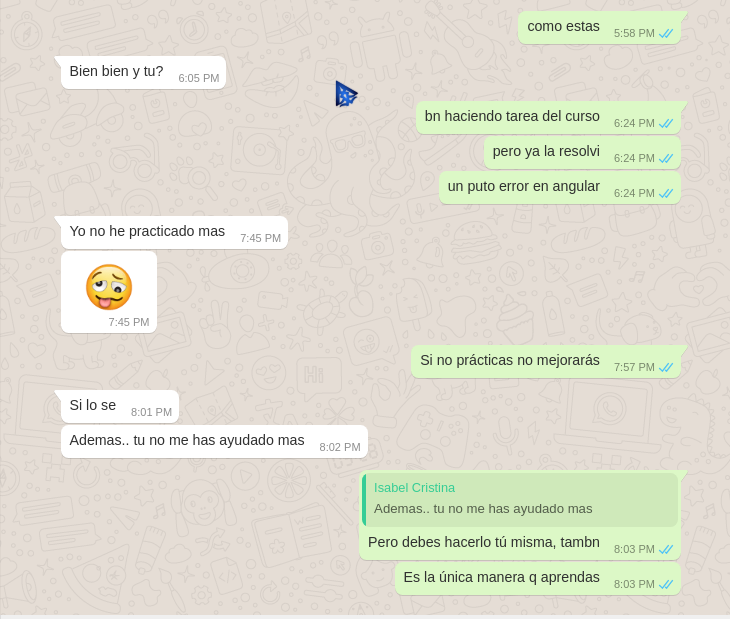 como estas
5:58 PM
Bien bien y tu?
6:05 PM
bn haciendo tarea del curso
6:24 PM
pero ya la resolvi
6:24 PM
un puto error en angular
6:24 PM
Yo no he practicado mas
7:45 PM
7:45 PM
Si no prácticas no mejorarás
7:57 PM
Si lo se
8:01 PM
Ademas.. tu no me has ayudado mas
8:02 PM
Isabel Cristina
Ademas.. tu no me has ayudado mas
Pero debes hacerlo tú misma, tambn
8:03 PM
Es la única manera q aprendas
8:03 PM